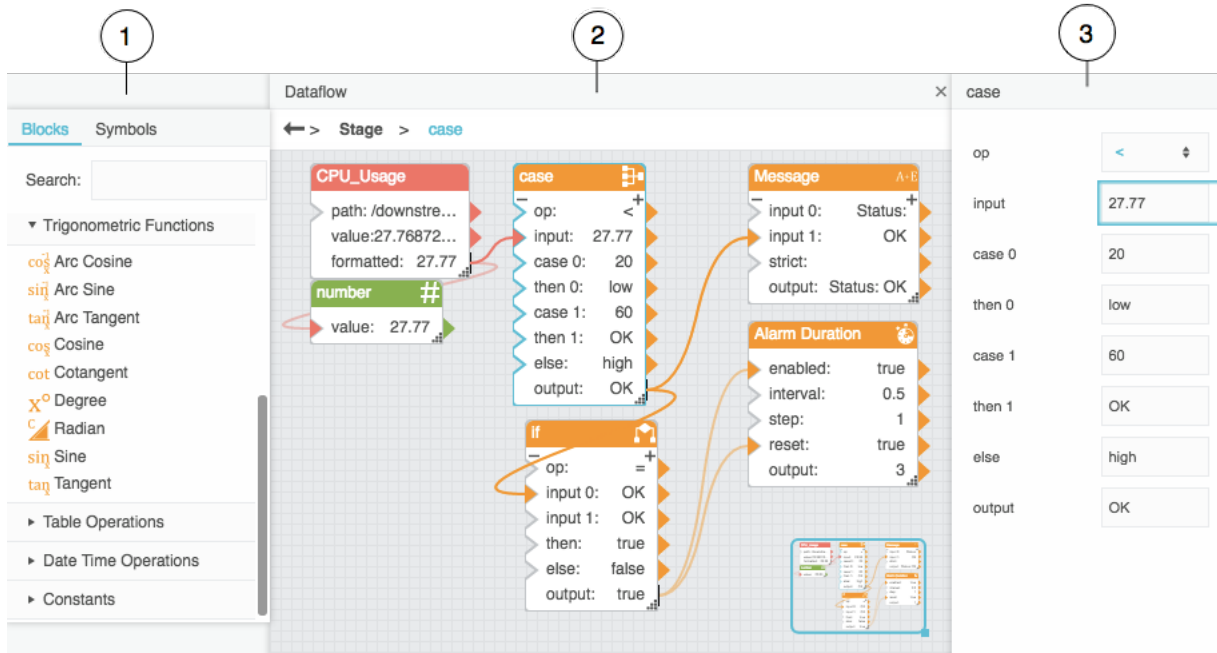 1
2
3
Blocks Symbols
Search:
Trigonometric Functions
Arc Cosine
Arc Sine
Arc Tangent
Cosine
Cotangent
Degree
Radian
Sine
Tangent
Table Operations
Date Time Operations
Constants
Dataflow
Stage > case
CPU_Usage
path: /downstre...
value:27.76872...
formatted: 27.77
number #
value: 27.77
case
op: <
input: 27.77
case 0: 20
then 0: low
case 1: 60
then 1: OK
else: high
output: OK
if
op: =
input 0: OK
input 1: OK
then: true
else: false
output: true
Message A+E
input 0: Status:
input 1: OK
strict:
output: Status: OK
Alarm Duration
enabled: true
interval: 0.5
step: 1
reset: true
output: 3
case
op <
input 27.77
case 0 20
then 0 low
case 1 60
then 1 OK
else high
output OK